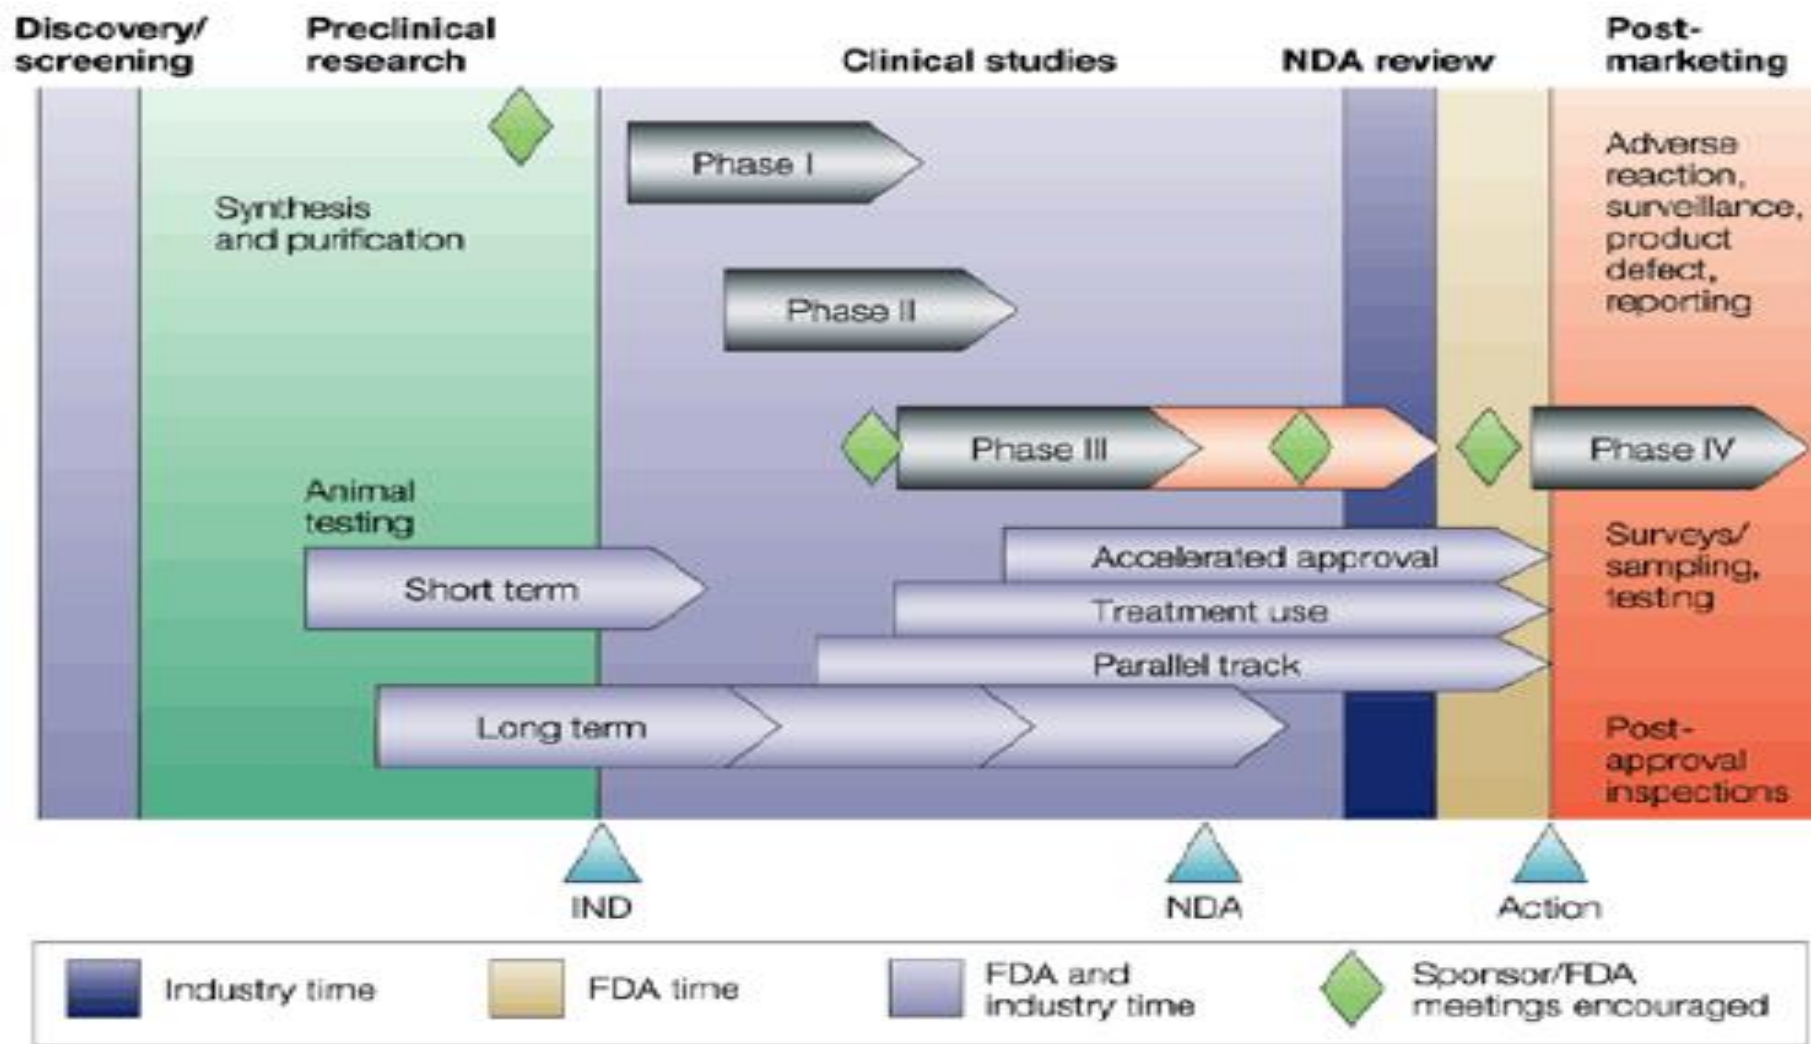 Discovery/
screening
Preclinical
research
Clinical studies
NDA review
Post-
marketing
Phase I
Synthesis
and purification
Phase II
Adverse
reaction,
surveillance,
product
defect,
reporting
Phase III
Phase IV
Animal
testing
Short term
Accelerated approval
Treatment use
Parallel track
Long term
Surveys/
sampling,
testing
Post-
approval
inspections
IND
NDA
Action
Industry time
FDA time
FDA and
industry time
Sponsor/FDA
meetings encouraged